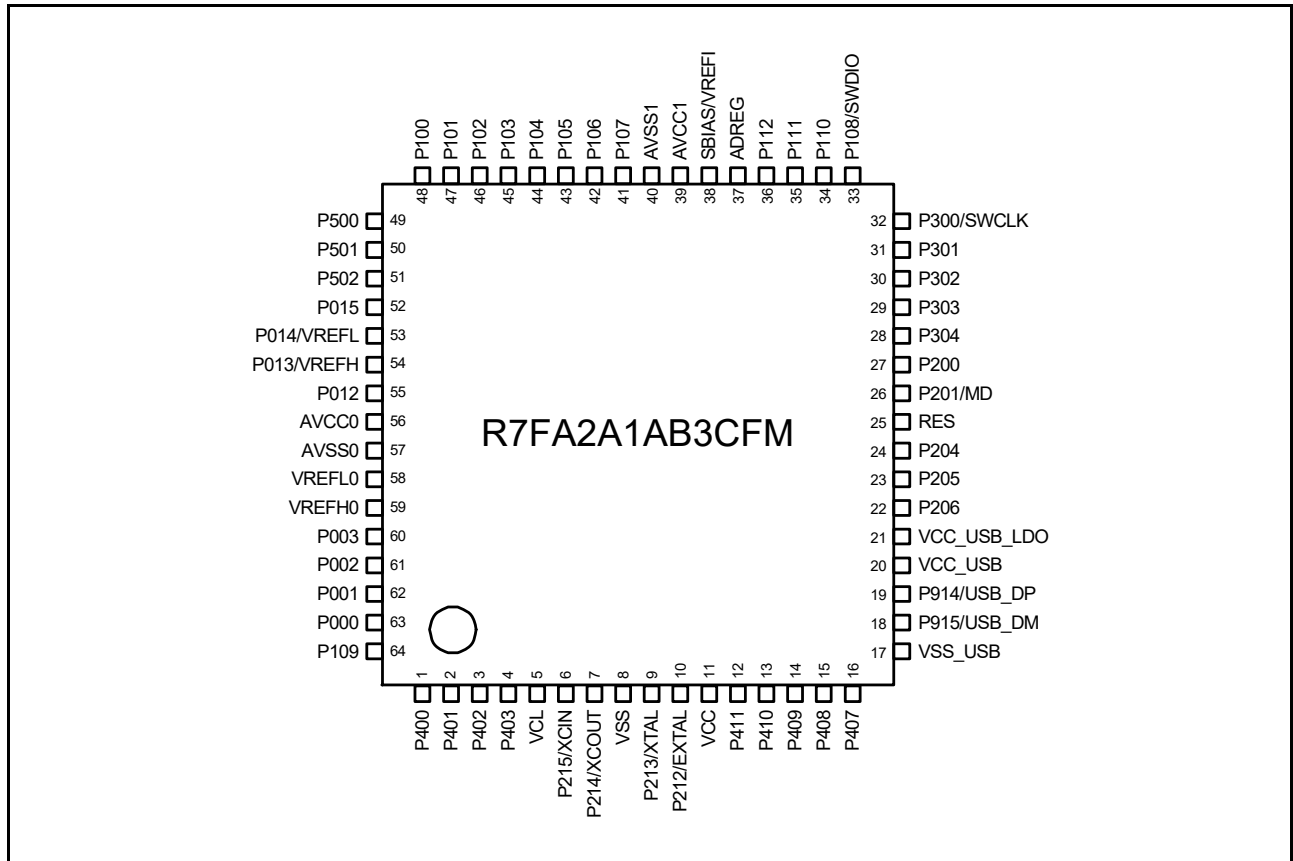 P100
P101
P102
P103
P104
P105
P106
P107
AVSS1
AVCC1
SBIAS/VREFI
ADREG
P112
P111
P110
P108/SWDIO
48
47
46
45
44
43
42
41
40
39
38
37
36
35
34
33
P500 49
P501 50
P502 51
P015 52
P014/VREFL 53
P013/VREFH 54
P012 55
AVCC0 56
AVSS0 57
VREFL0 58
VREFH0 59
P003 60
P002 61
P001 62
P000 63
P109 64
R7FA2A1AB3CFM
32 P300/SWCLK
31 P301
30 P302
29 P303
28 P304
27 P200
26 P201/MD
25 RES
24 P204
23 P205
22 P206
21 VCC_USB_LDO
20 VCC_USB
19 P914/USB_DP
18 P915/USB_DM
17 VSS_USB
1
2
3
4
5
6
7
8
9
10
11
12
13
14
15
16
P400
P401
P402
P403
VCL
P215/XCIN
P214/XCOUT
VSS
P213/XTAL
P212/EXTAL
VCC
P411
P410
P409
P408
P407